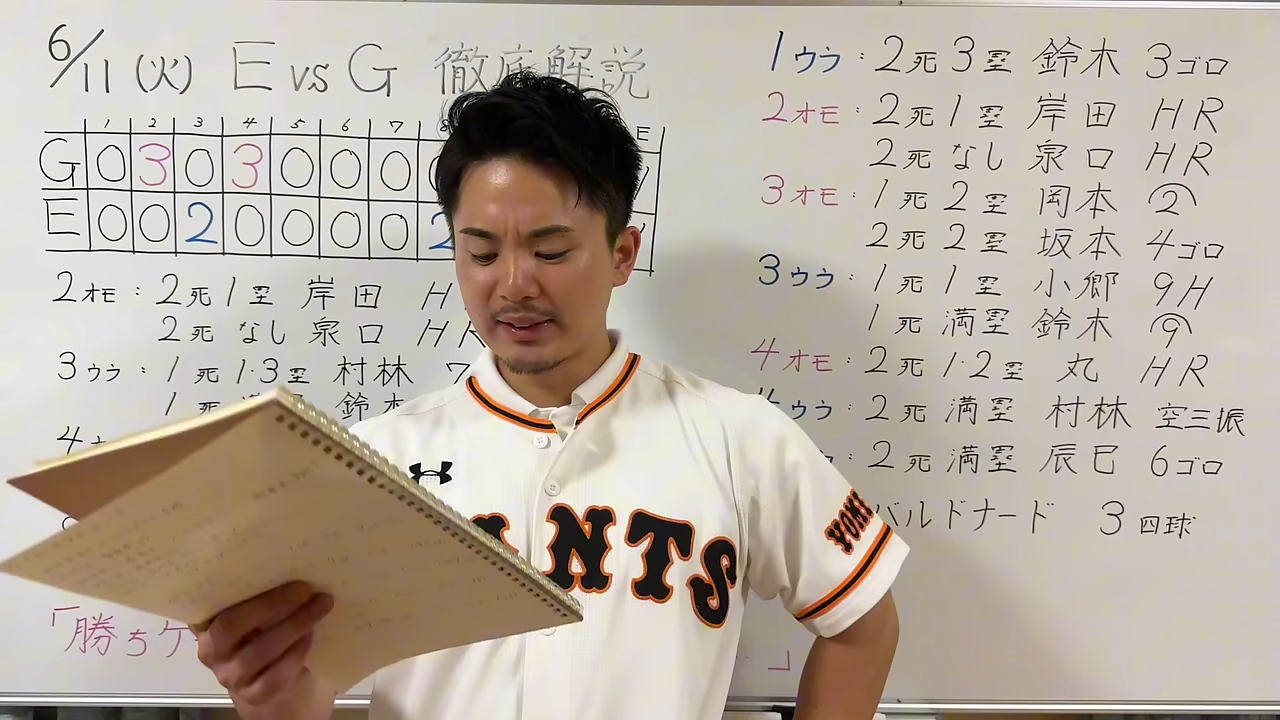 6/11 (火) E vs G 徹底解説
1 2 3 4 5 6 7 8 E
G 0 3 0 3 0 0 0
E 0 0 2 0 0 0 0 2
2オモ:2死1塁 岸田 H
2死なし 泉口 HR
3ウラ:1死1・3塁 村林 7
1死 満塁 鈴木
4
「勝ちゲ
」
1ウラ:2死3塁 鈴木 3ゴロ
2オモ:2死1塁 岸田 HR
2死なし 泉口 HR
3オモ:1死2塁 岡本 2
2死2塁 坂本 4ゴロ
3ウラ:1死1塁 小郷 9H
1死満塁 鈴木 9
4オモ:2死1・2塁 丸 HR
ウラ:2死満塁 村林 空三振
:2死満塁 辰巳 6ゴロ
バルドナード 3四球
ANTS
YOMI